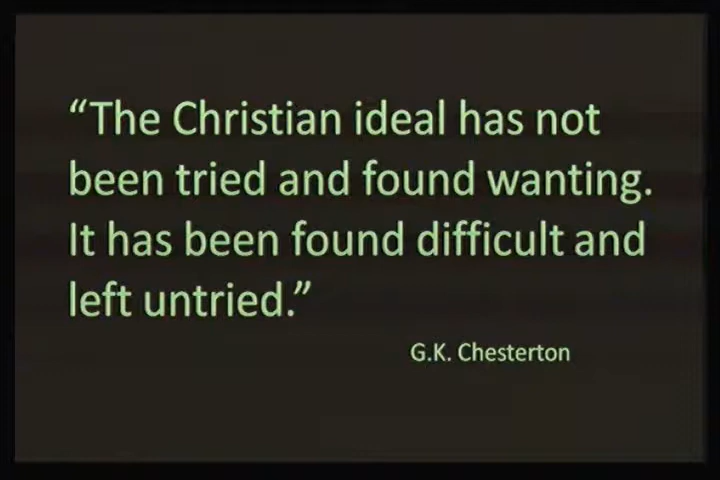 “The Christian ideal has not
been tried and found wanting.
It has been found difficult and
left untried.”
G.K. Chesterton